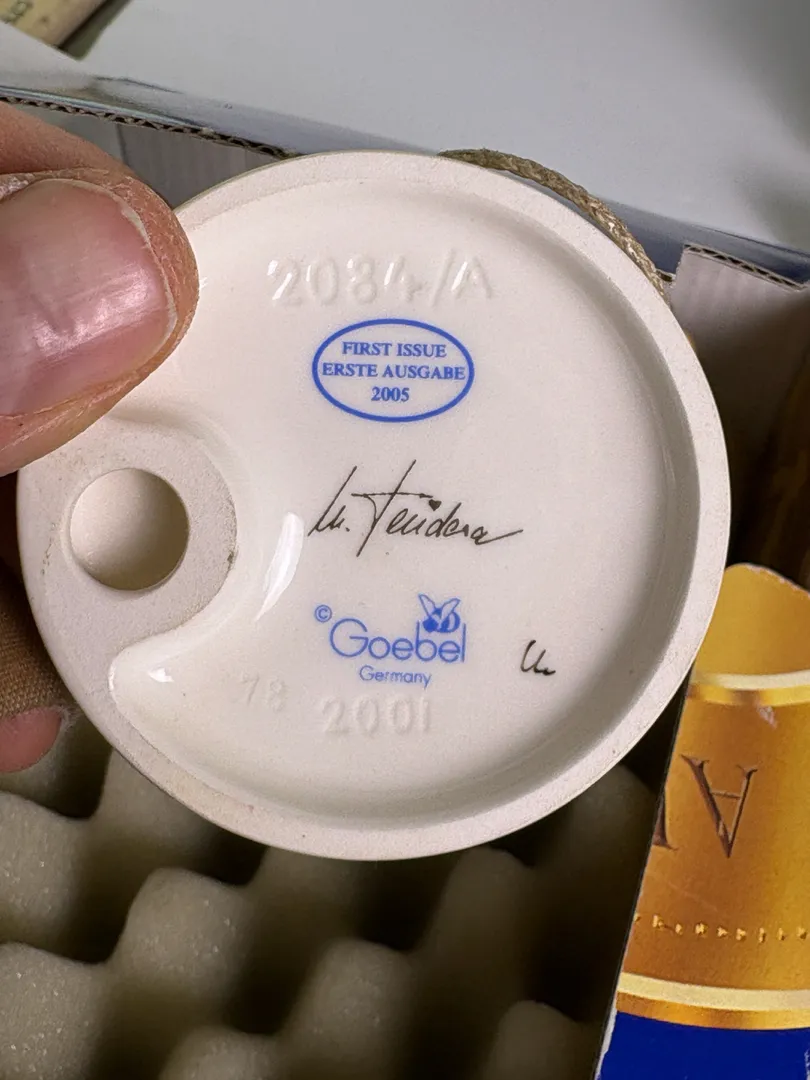 2084/A
FIRST ISSUE
ERSTE AUSGABE
2005
© Goebel
Germany
78
2001